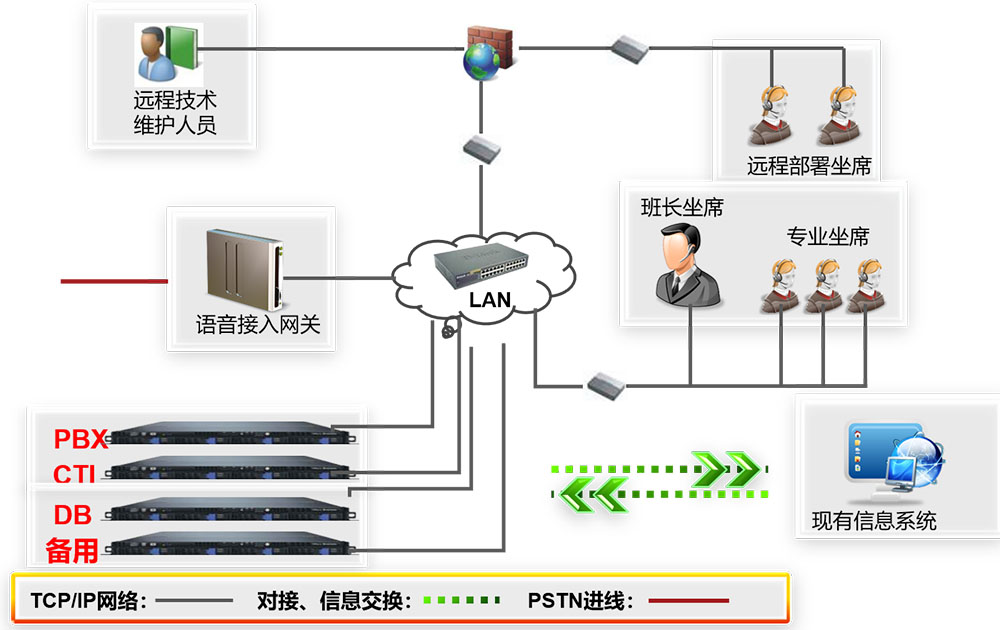 远程技术
维护人员
远程部署坐席
班长坐席
专业坐席
语音接入网关
LAN
PBX
CTI
DB
备用
现有信息系统
TCP/IP网络：
对接、信息交换：
PSTN进线：